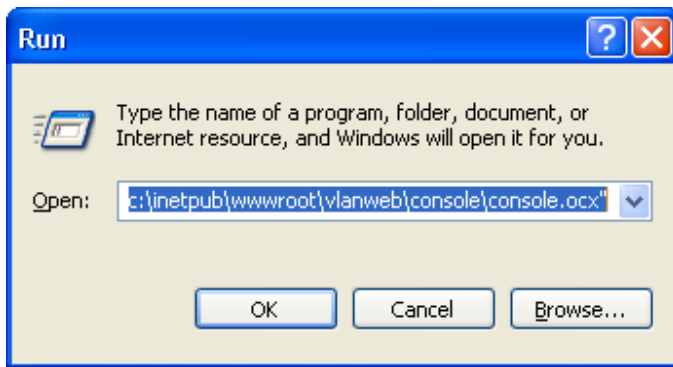 Run
Type the name of a program, folder, document, or
Internet resource, and Windows will open it for you.
Open: c:\inetpub\wwwroot\vlanweb\console\console.ocx"
OK Cancel Browse...